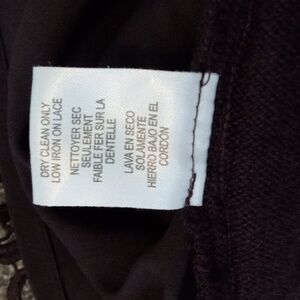 DRY CLEAN ONLY
LOW IRON ON LACE
NETTOYER SEC
SEULEMENT
FAIBLE FER SUR LA
DENTELLE
LAVA EN SECO
SOLAMENTE
HIERRO BAJO EN EL
CORDÓN